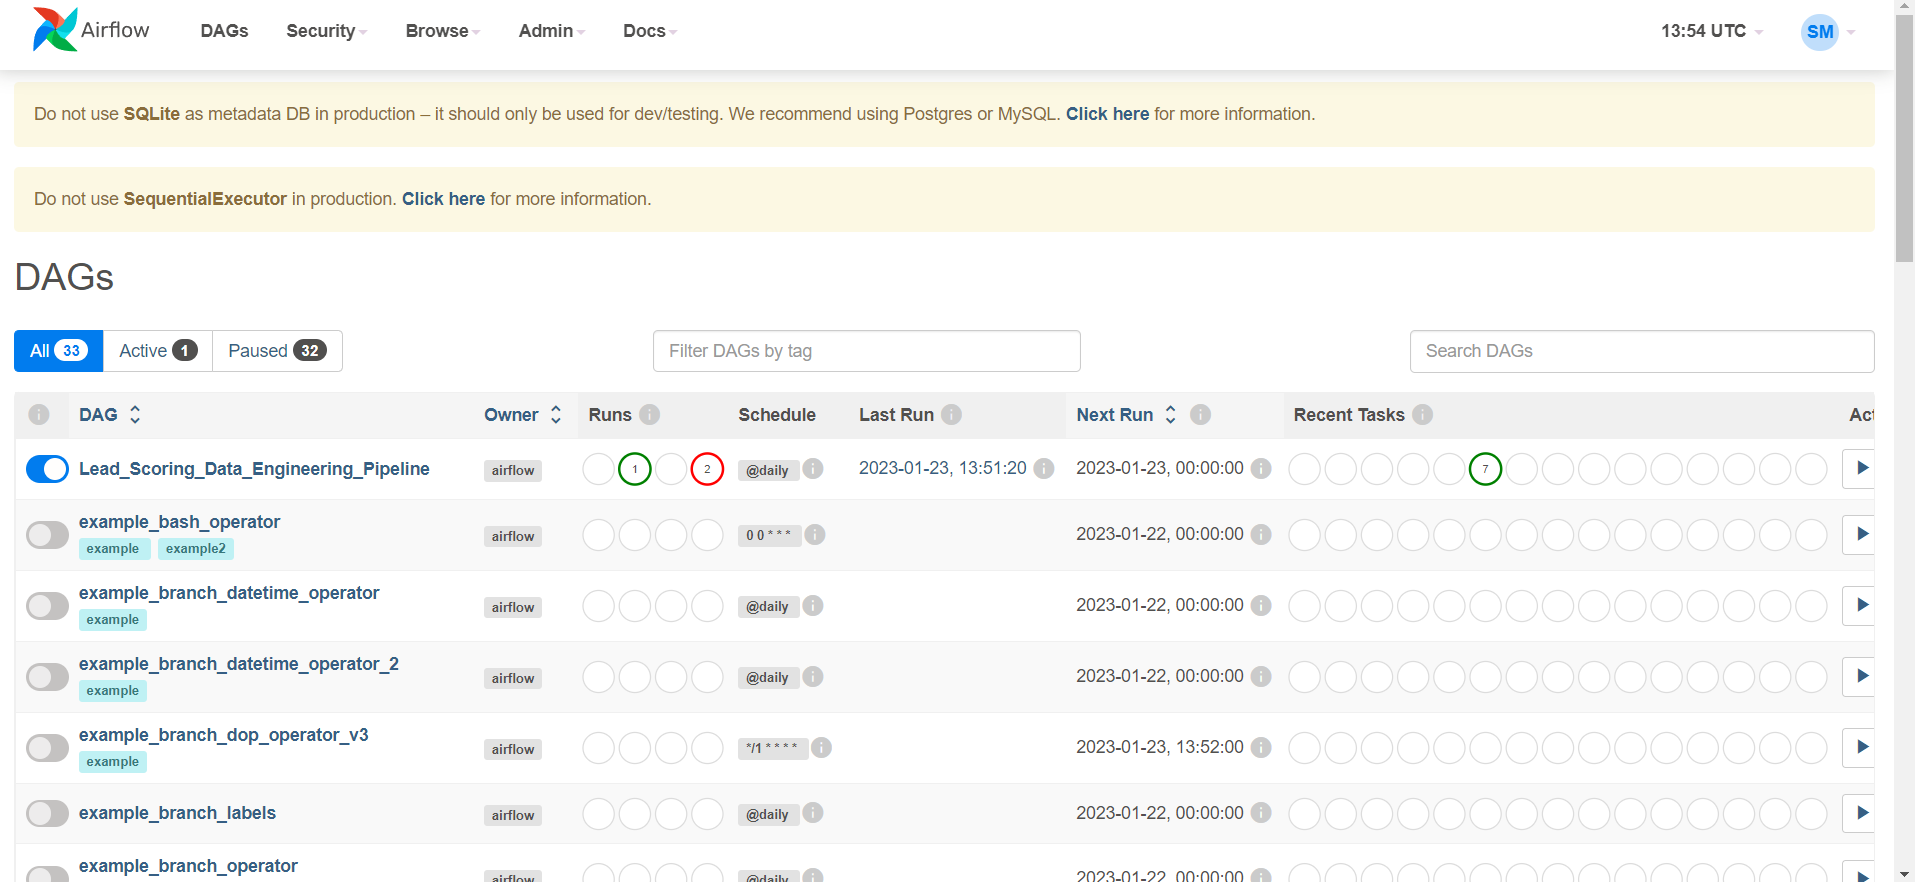 Airflow DAGs Security Browse Admin Docs 13:54 UTC SM
Do not use SQLite as metadata DB in production – it should only be used for dev/testing. We recommend using Postgres or MySQL. Click here for more information.
Do not use SequentialExecutor in production. Click here for more information.
DAGs
All 33 Active 1 Paused 32 Filter DAGs by tag Search DAGs
i DAG Owner Runs i Schedule Last Run i Next Run i Recent Tasks i Act
Lead_Scoring_Data_Engineering_Pipeline airflow 1 2 @daily i 2023-01-23, 13:51:20 i 2023-01-23, 00:00:00 i 7
example_bash_operator airflow 0 0 * * * i 2023-01-22, 00:00:00 i
example example2
example_branch_datetime_operator airflow @daily i 2023-01-22, 00:00:00 i
example
example_branch_datetime_operator_2 airflow @daily i 2023-01-22, 00:00:00 i
example
example_branch_dop_operator_v3 airflow */1 * * * * i 2023-01-23, 13:52:00 i
example
example_branch_labels airflow @daily i 2023-01-22, 00:00:00 i
example_branch_operator airflow @daily i 2023-01-22, 00:00:00 i